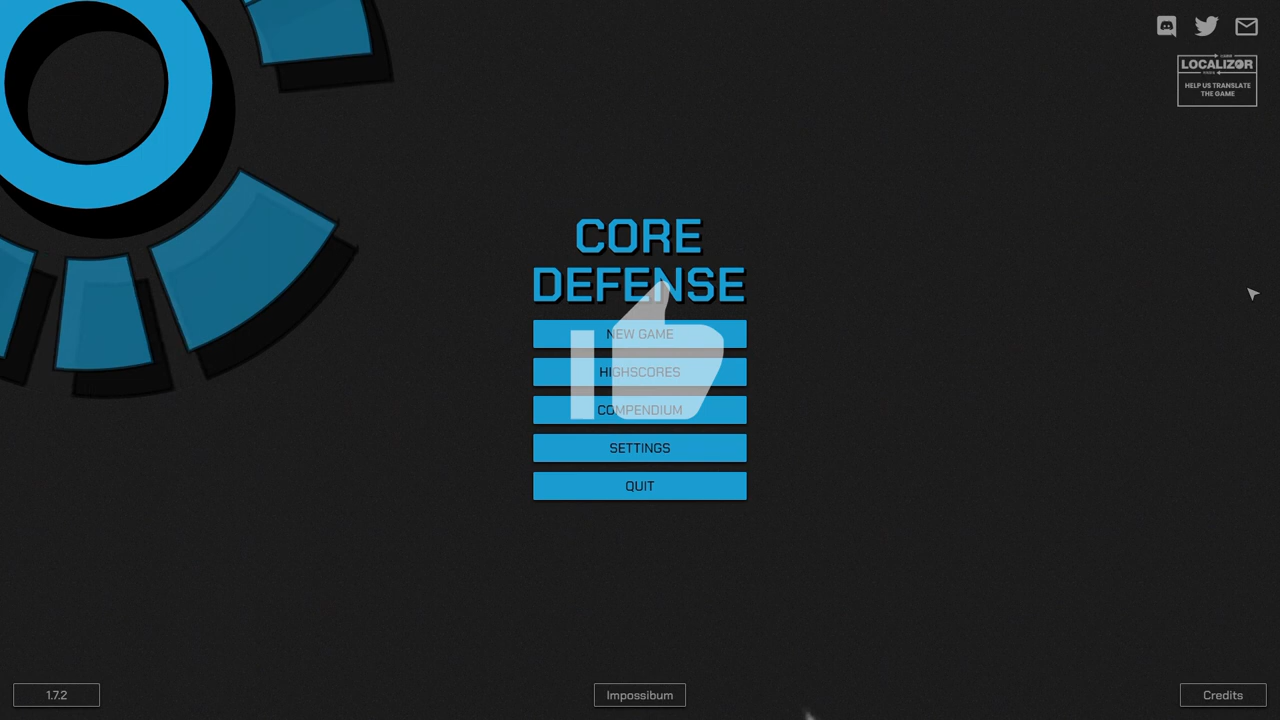 LOCALIZOR
HELP US TRANSLATE
THE GAME
CORE
DEFENSE
NEW GAME
HIGHSCORES
COMPENDIUM
SETTINGS
QUIT
1.7.2
Impossibum
Credits